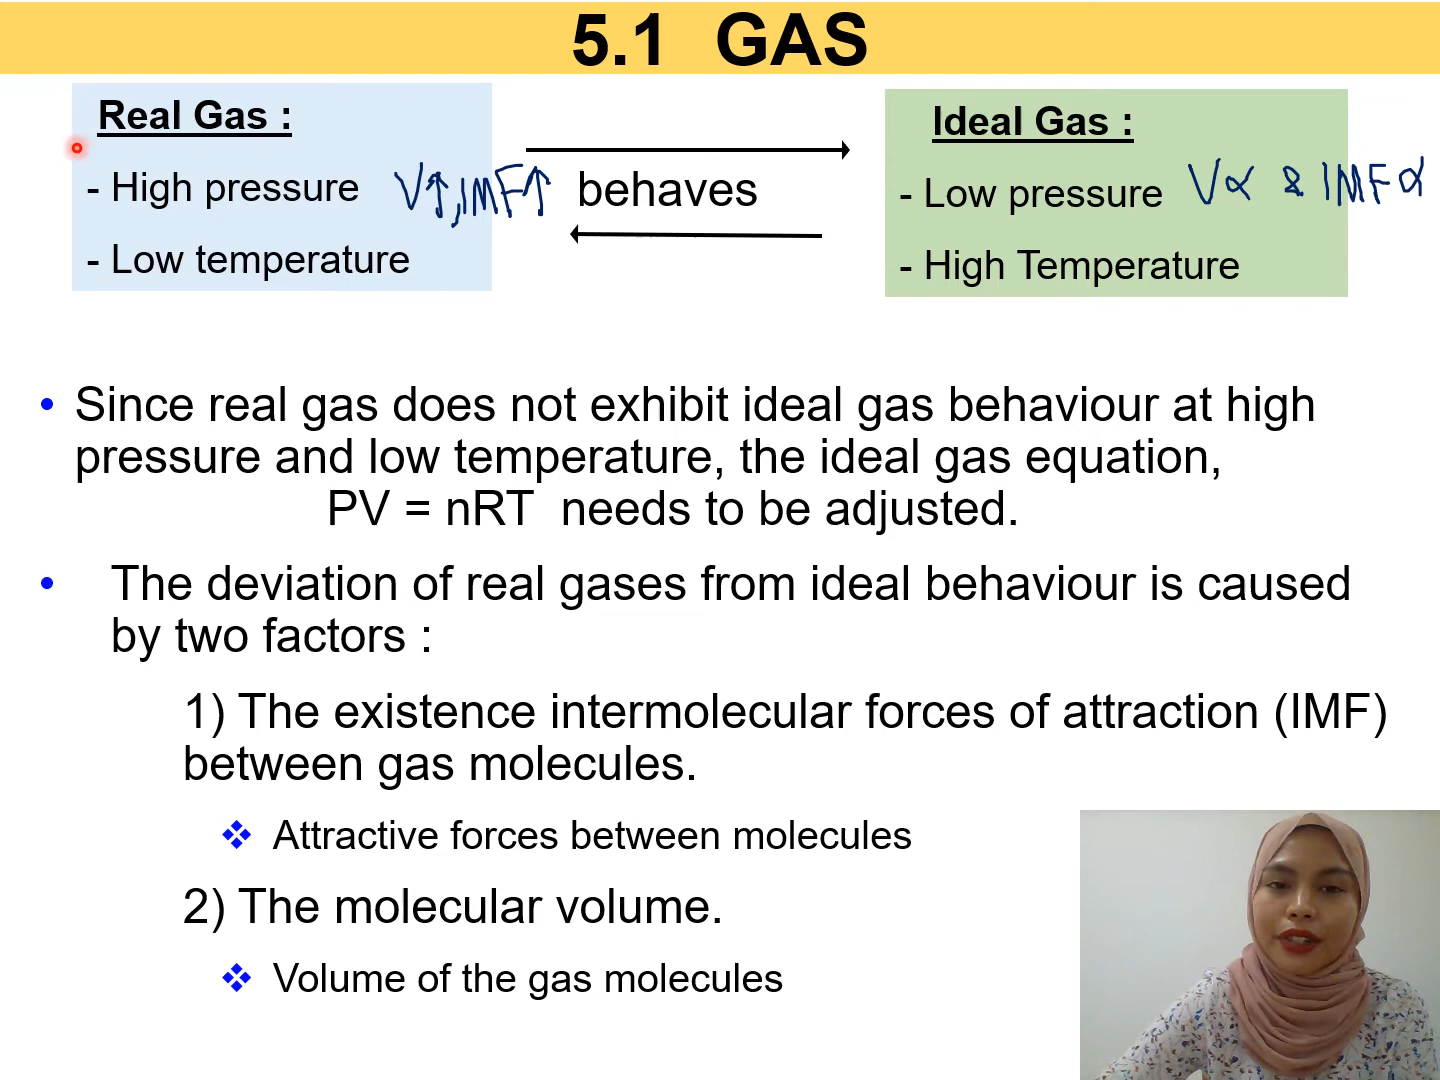 5.1 GAS
Real Gas :
- High pressure V↑, IMF↑
- Low temperature
behaves
Ideal Gas :
- Low pressure V∝ & IMF∝
- High Temperature
• Since real gas does not exhibit ideal gas behaviour at high
pressure and low temperature, the ideal gas equation,
PV = nRT needs to be adjusted.
• The deviation of real gases from ideal behaviour is caused
by two factors :
1) The existence intermolecular forces of attraction (IMF)
between gas molecules.
❖ Attractive forces between molecules
2) The molecular volume.
❖ Volume of the gas molecules